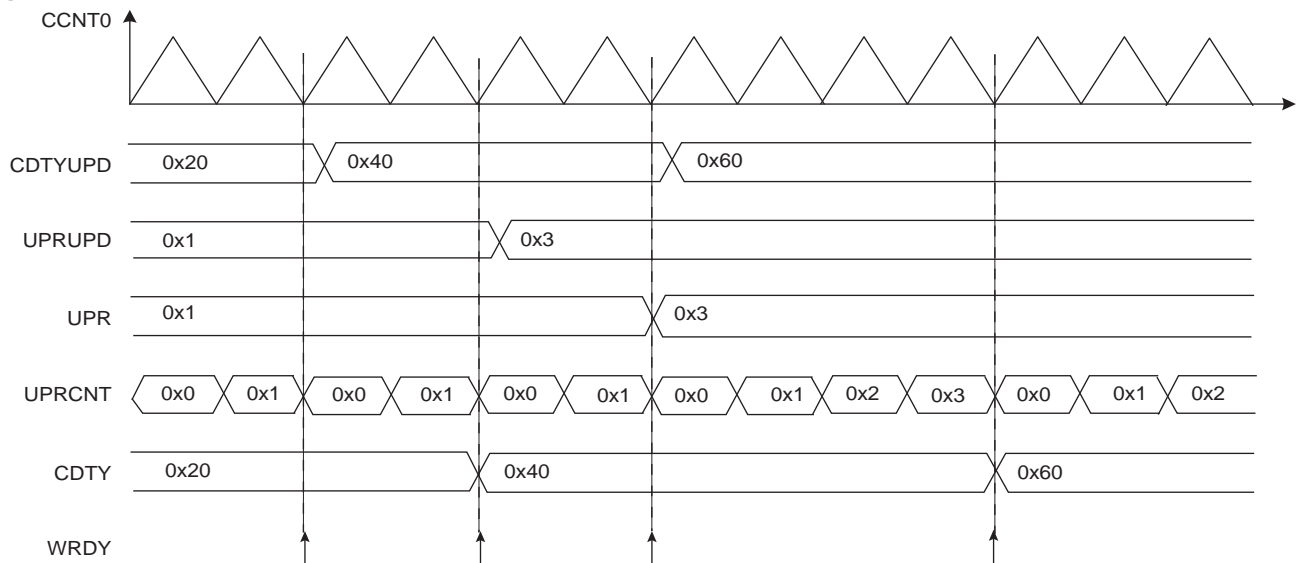 CCNT0
CDTYUPD 0x20 0x40 0x60
UPRUPD 0x1 0x3
UPR 0x1 0x3
UPRCNT 0x0 0x1 0x0 0x1 0x0 0x1 0x0 0x1 0x2 0x3 0x0 0x1 0x2
CDTY 0x20 0x40 0x60
WRDY